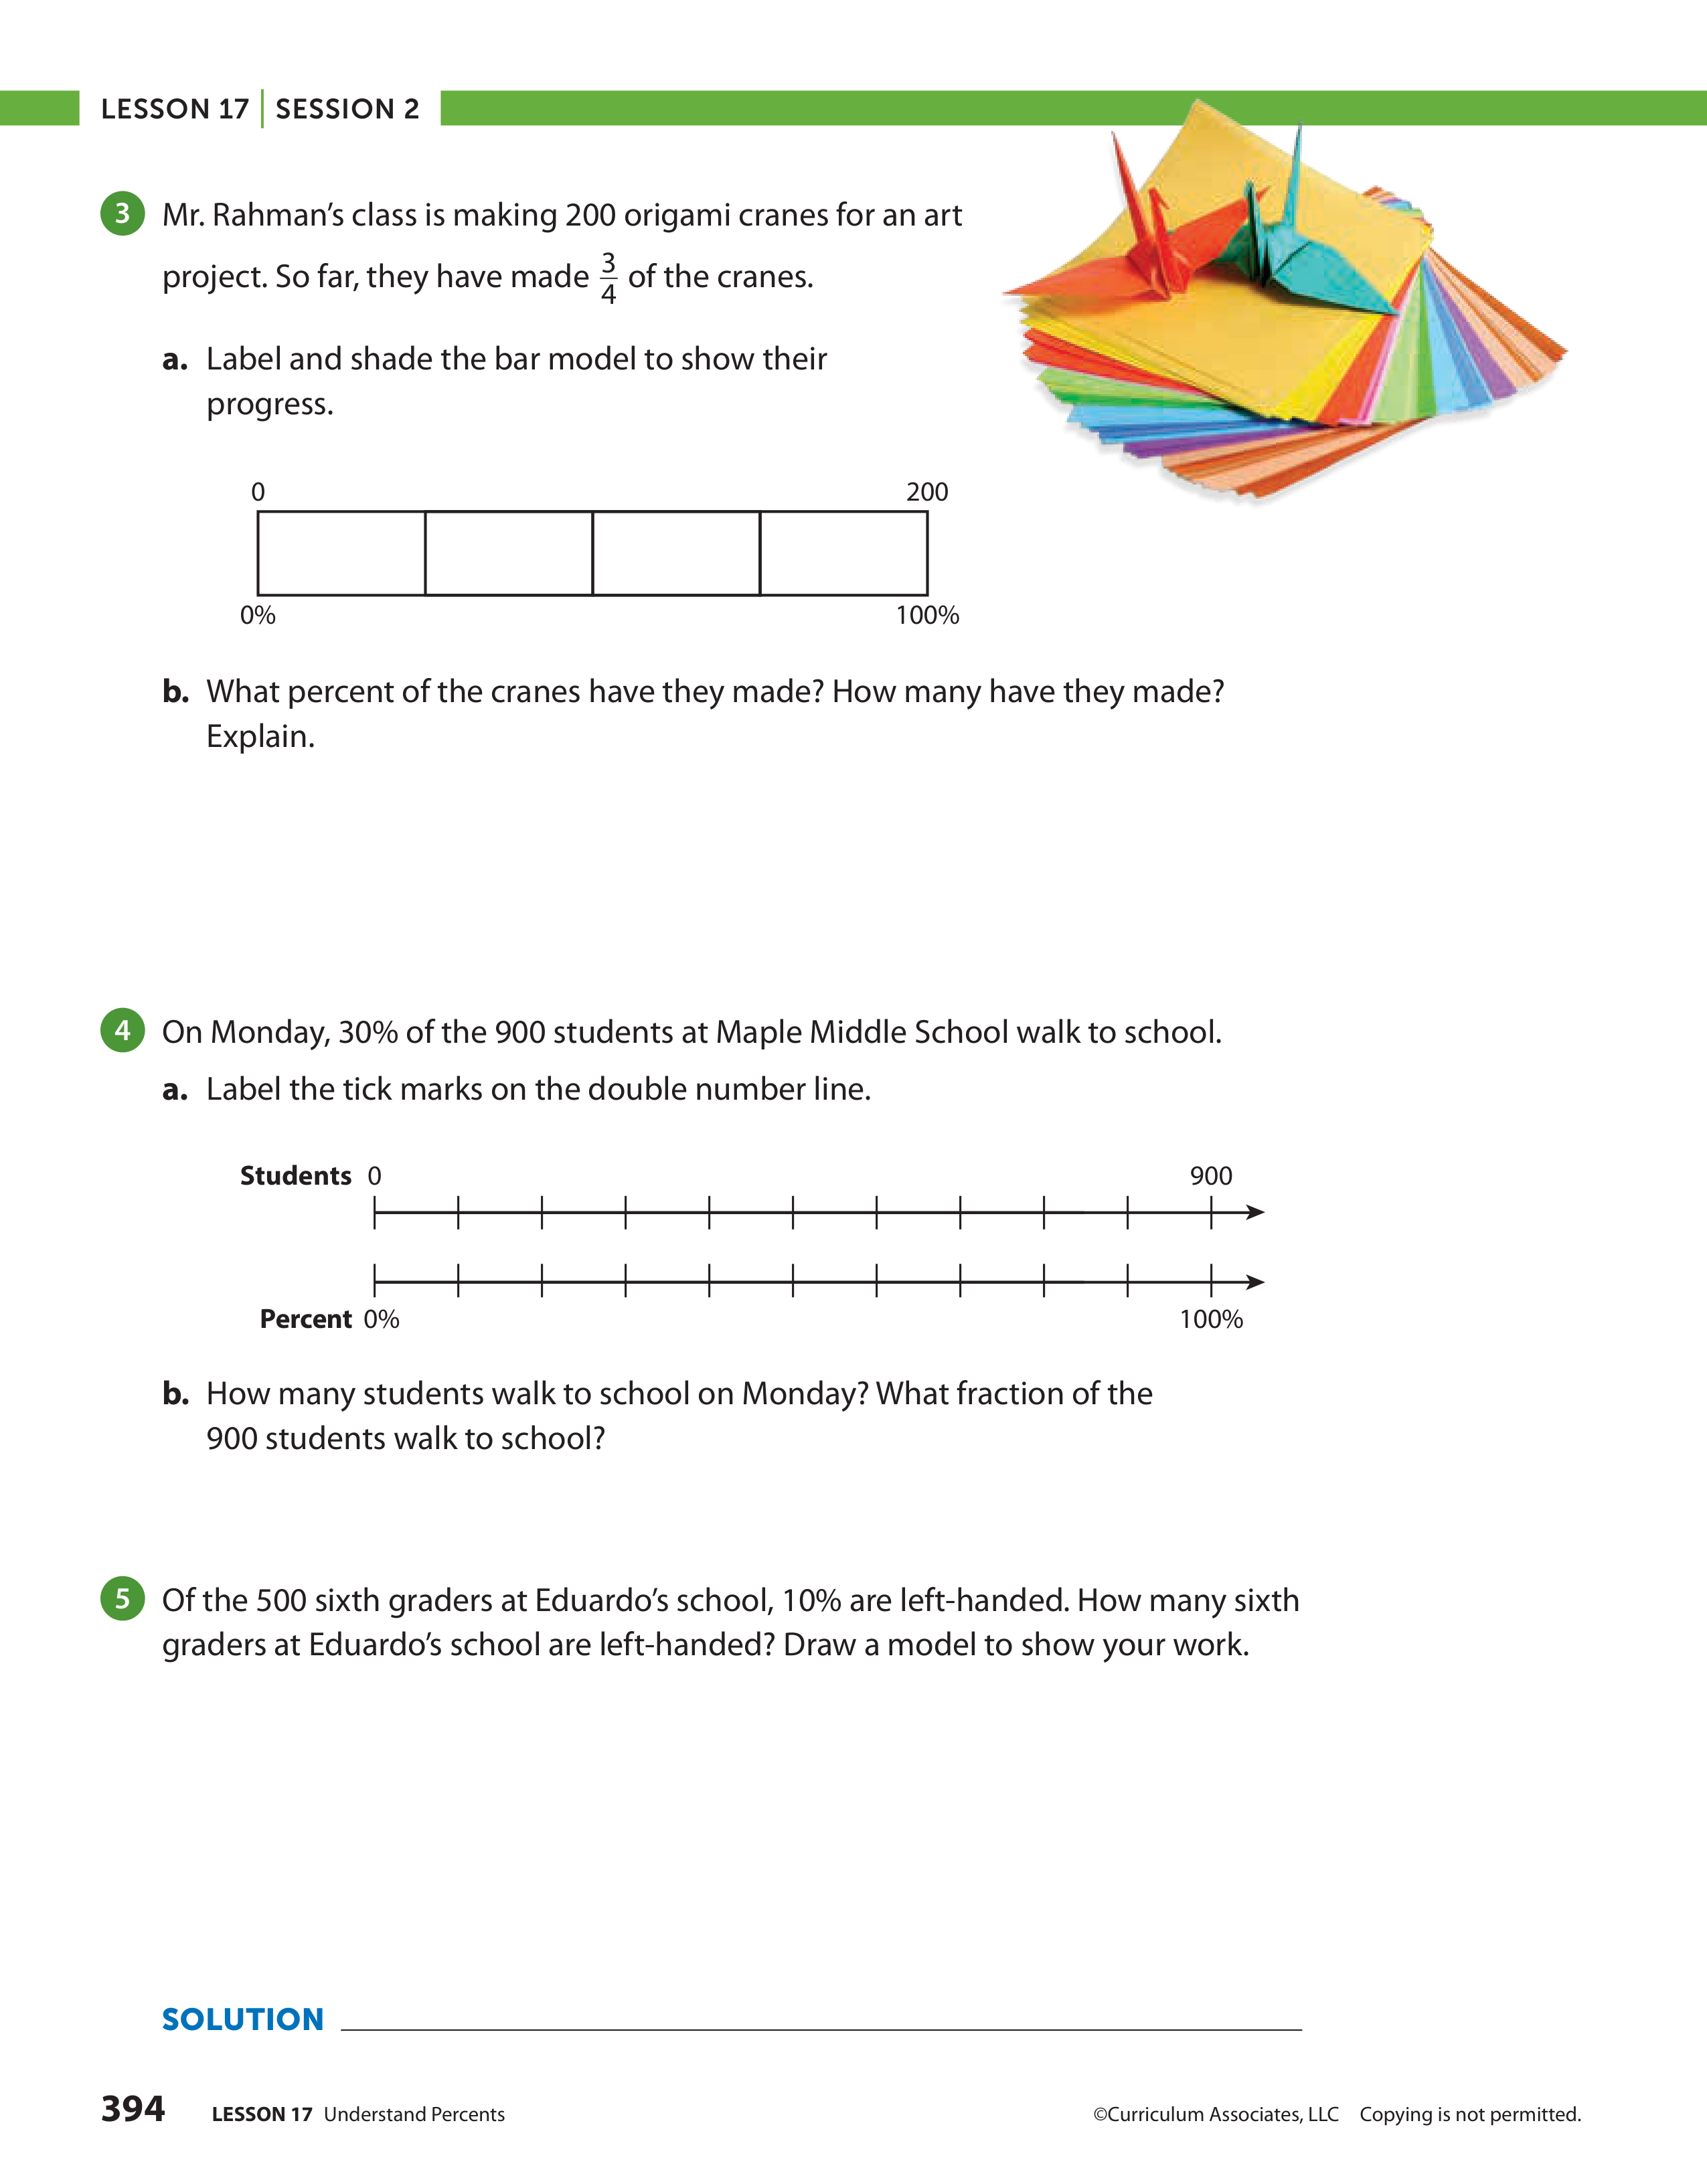 LESSON 17 | SESSION 2
3 Mr. Rahman's class is making 200 origami cranes for an art
project. So far, they have made 3/4 of the cranes.
a. Label and shade the bar model to show their
progress.
0 200
0% 100%
b. What percent of the cranes have they made? How many have they made?
Explain.
4 On Monday, 30% of the 900 students at Maple Middle School walk to school.
a. Label the tick marks on the double number line.
Students 0 900
Percent 0% 100%
b. How many students walk to school on Monday? What fraction of the
900 students walk to school?
5 Of the 500 sixth graders at Eduardo's school, 10% are left-handed. How many sixth
graders at Eduardo's school are left-handed? Draw a model to show your work.
SOLUTION
394 LESSON 17 Understand Percents ©Curriculum Associates, LLC Copying is not permitted.